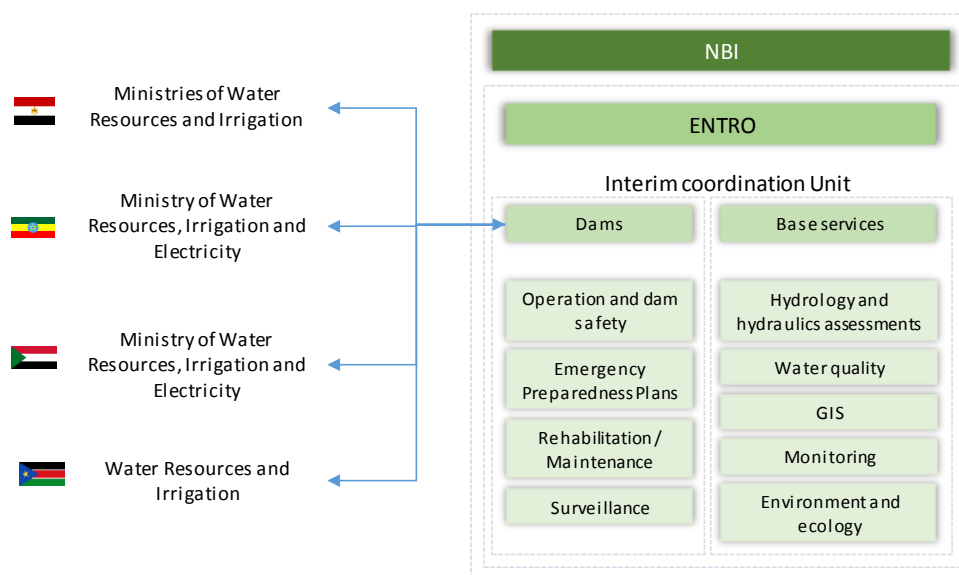 NBI
ENTRO
Interim coordination Unit
Ministries of Water
Resources and Irrigation
Ministry of Water
Resources, Irrigation and
Electricity
Ministry of Water
Resources, Irrigation and
Electricity
Water Resources and
Irrigation
Dams
Operation and dam
safety
Emergency
Preparedness Plans
Rehabilitation /
Maintenance
Surveillance
Base services
Hydrology and
hydraulics assessments
Water quality
GIS
Monitoring
Environment and
ecology